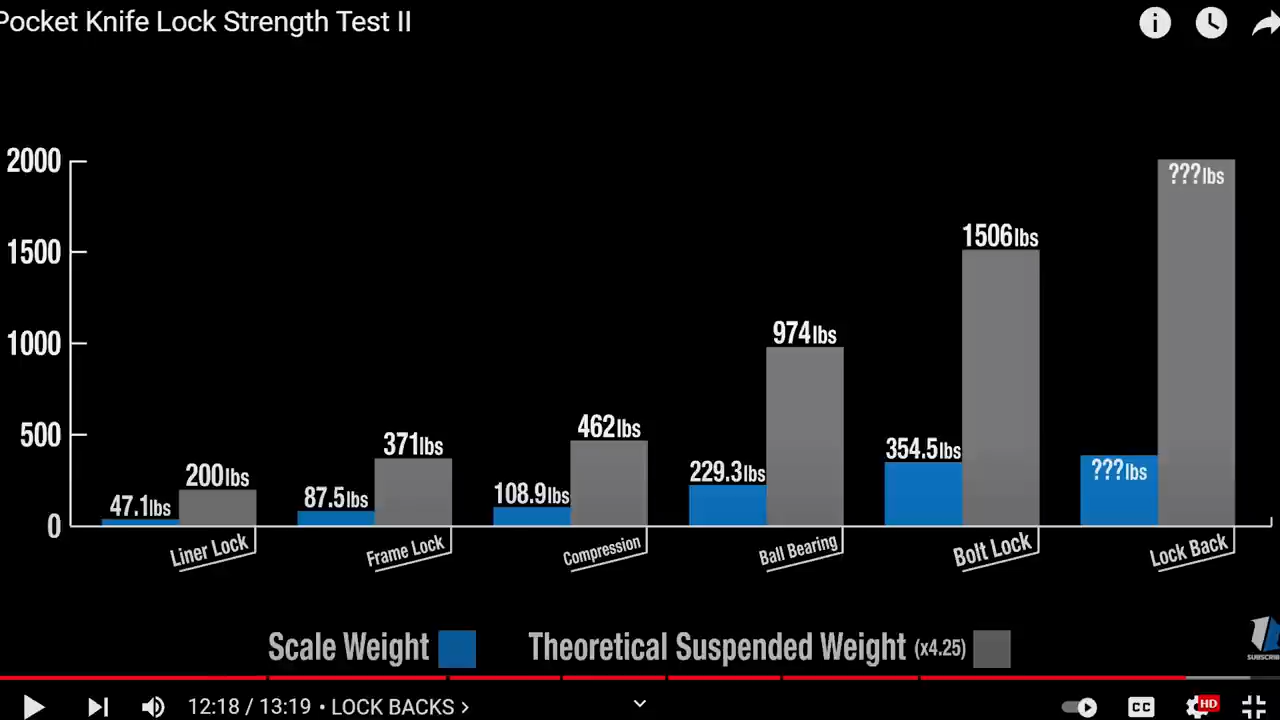 Pocket Knife Lock Strength Test II
2000
1500
1000
500
0
47.1lbs
200lbs
87.5lbs
371lbs
108.9lbs
462lbs
229.3lbs
974lbs
354.5lbs
1506lbs
???lbs
???lbs
Liner Lock
Frame Lock
Compression
Ball Bearing
Bolt Lock
Lock Back
Scale Weight
Theoretical Suspended Weight (x4.25)
SUBSCRIB
12:18 / 13:19 • LOCK BACKS >
CC
HD